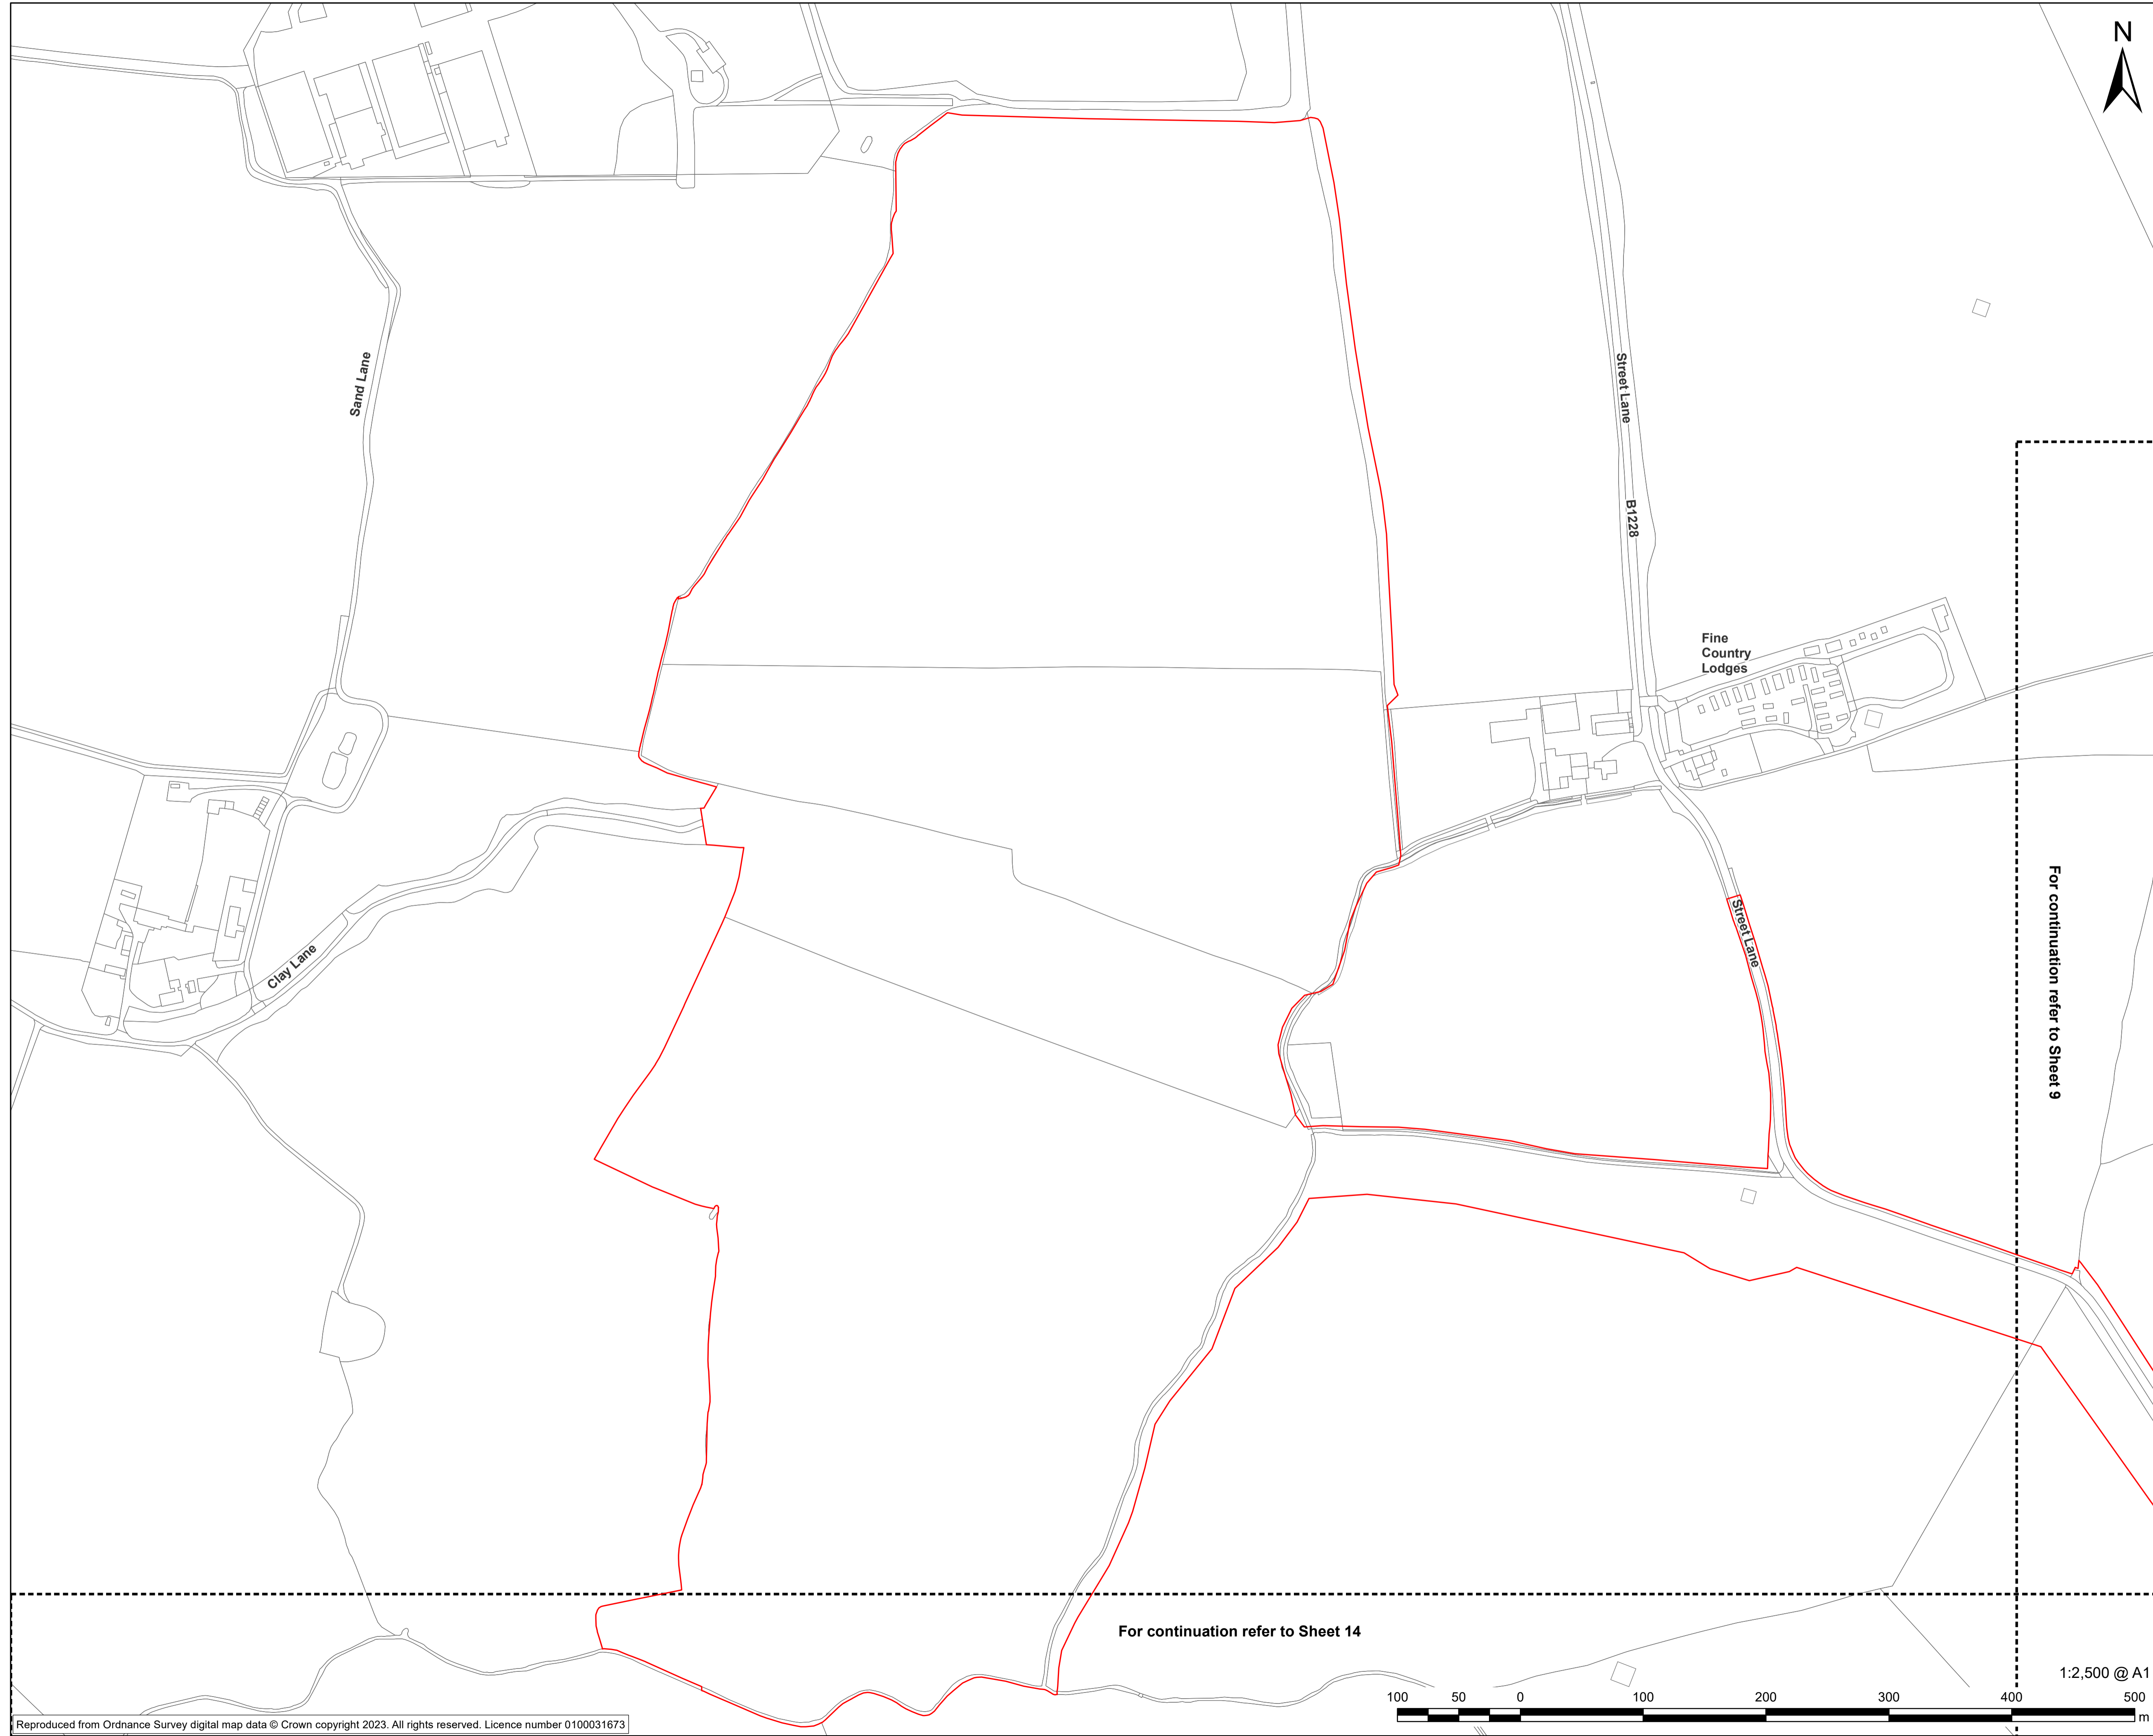 N
Sand Lane
Street Lane
B1228
Fine
Country
Lodges
For continuation refer to Sheet 9
Street Lane
Clay Lane
For continuation refer to Sheet 14
1:2,500 @ A1
100 50 0 100 200 300 400 500
m
Reproduced from Ordnance Survey digital map data © Crown copyright 2023. All rights reserved. Licence number 0100031673